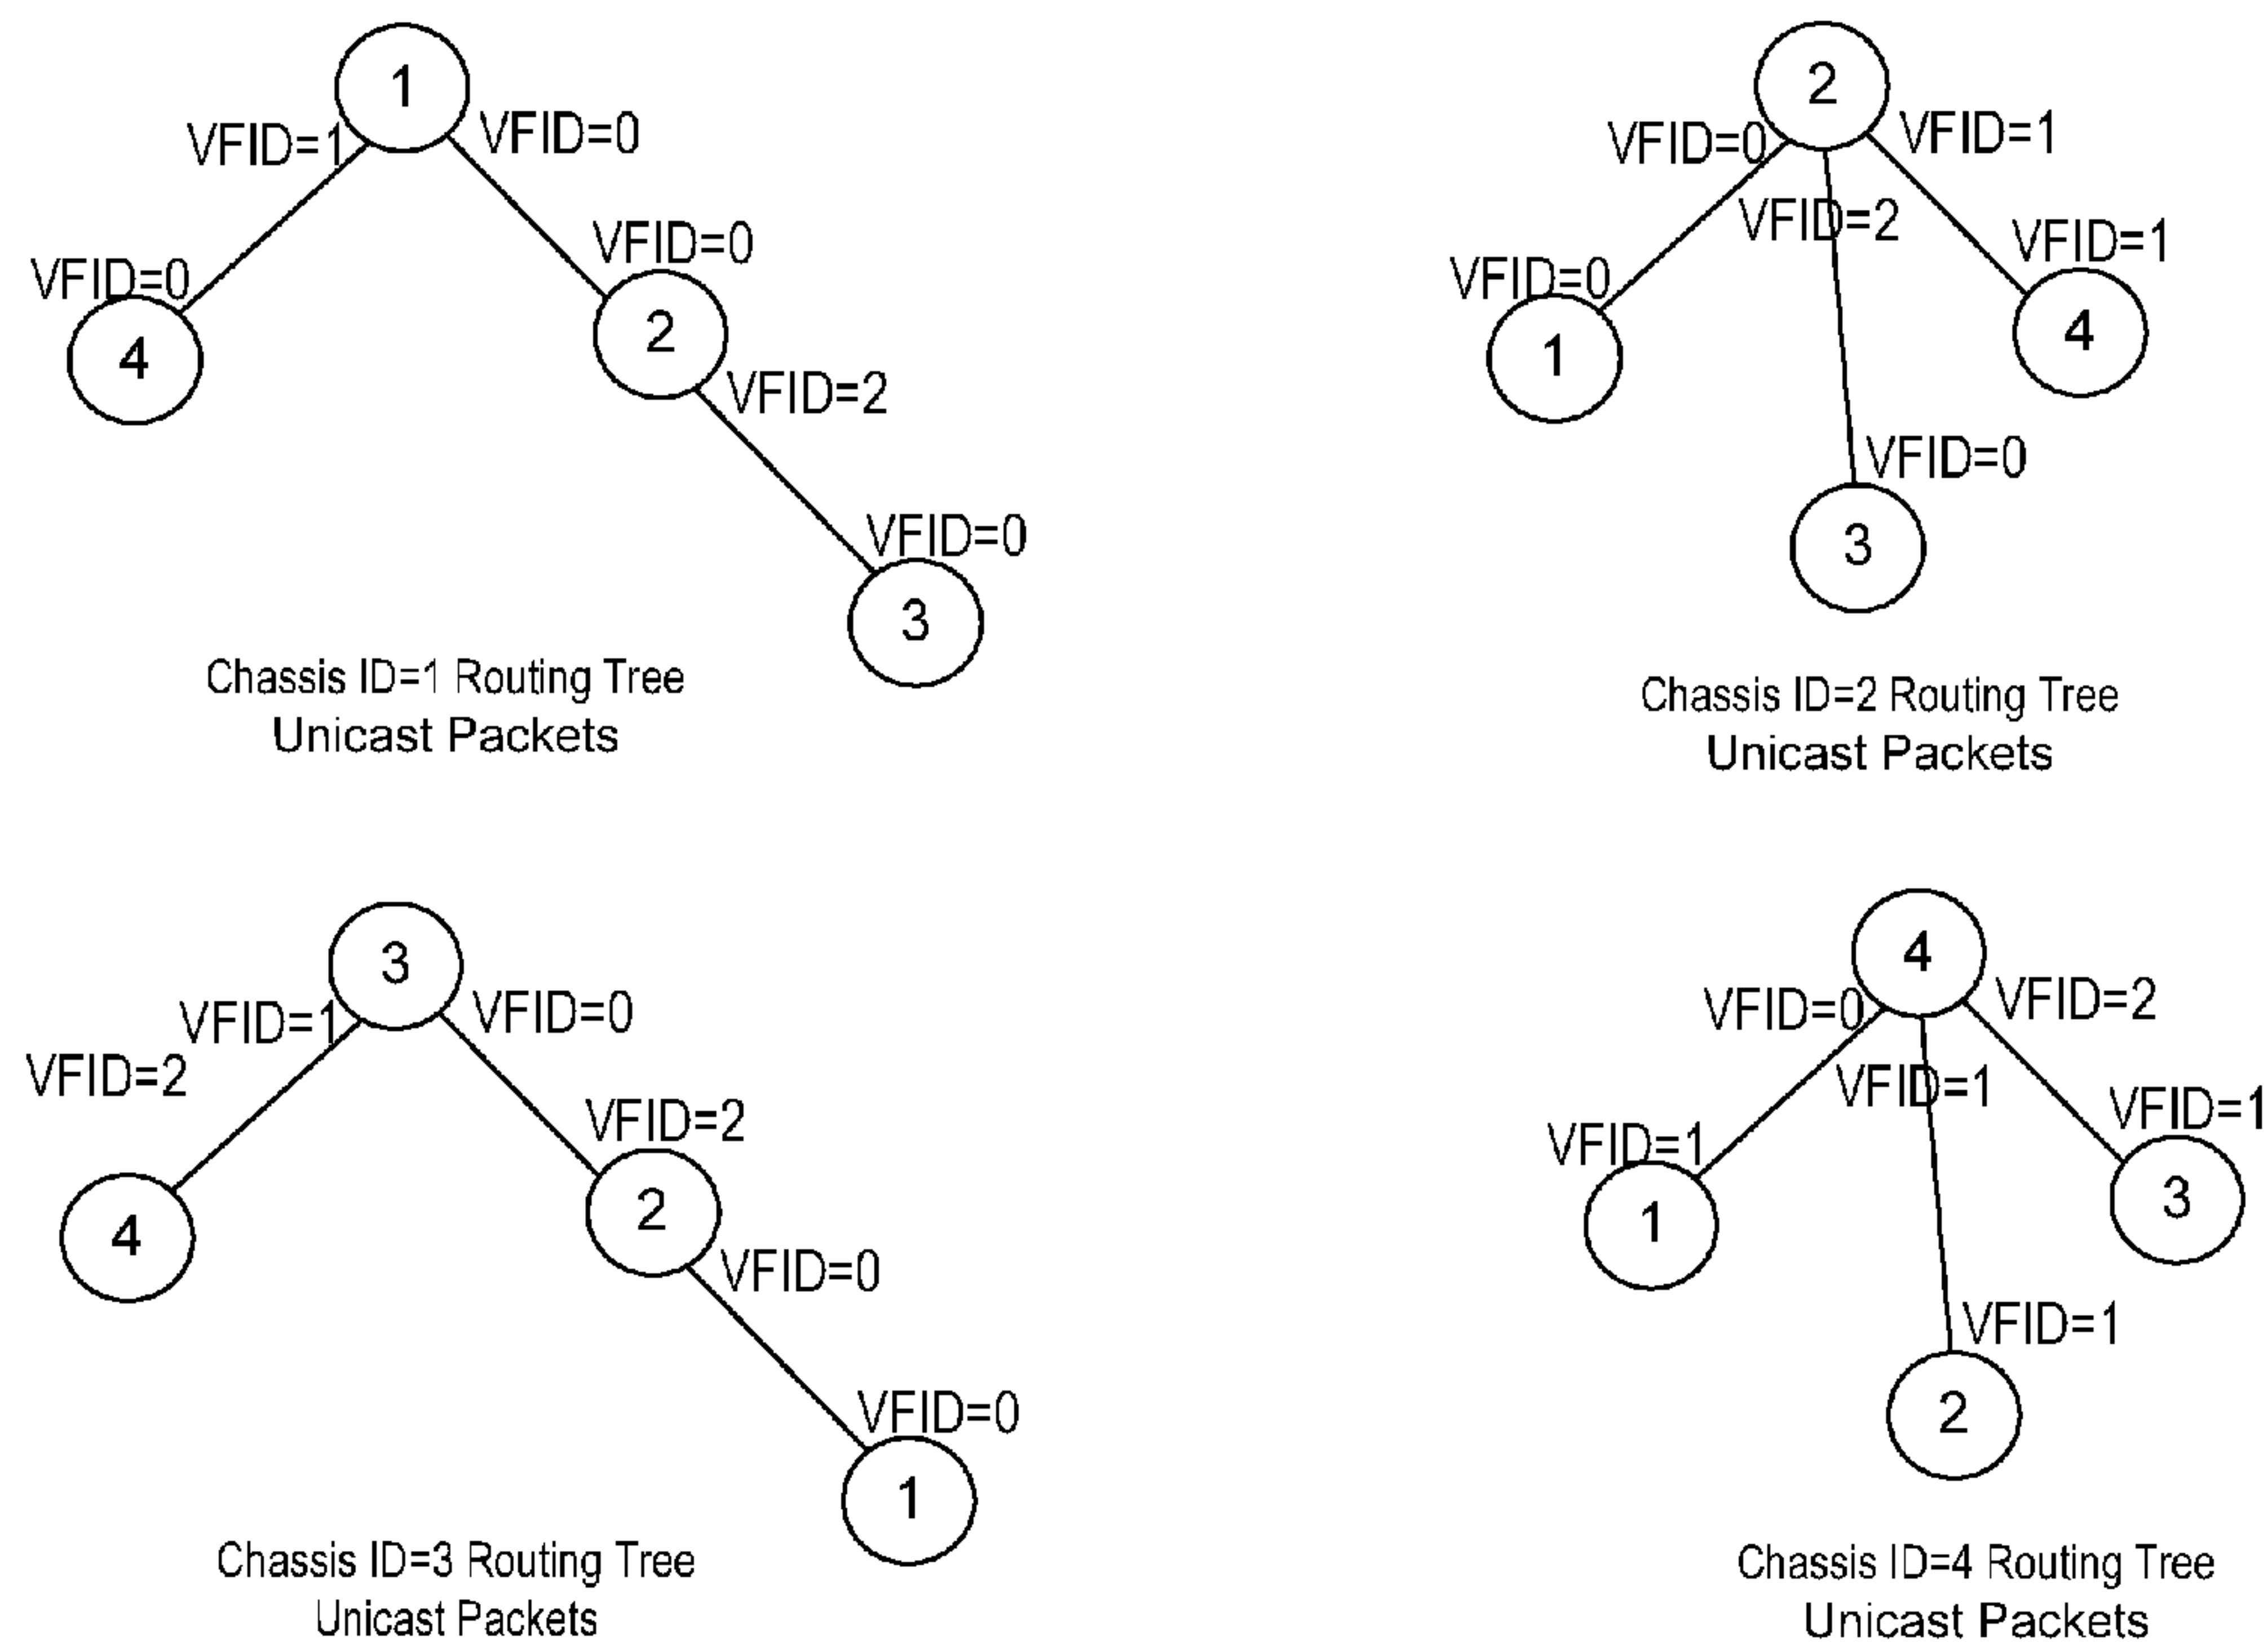 1
VFID=1
VFID=0
VFID=0
VFID=0
4
2
VFID=2
VFID=0
3
Chassis ID=1 Routing Tree
Unicast Packets
2
VFID=0
VFID=1
VFID=2
VFID=1
VFID=0
1
4
VFID=0
3
Chassis ID=2 Routing Tree
Unicast Packets
3
VFID=1
VFID=0
VFID=2
VFID=2
4
2
VFID=0
VFID=0
1
Chassis ID=3 Routing Tree
Unicast Packets
4
VFID=0
VFID=2
VFID=1
VFID=1
VFID=1
1
3
VFID=1
2
Chassis ID=4 Routing Tree
Unicast Packets